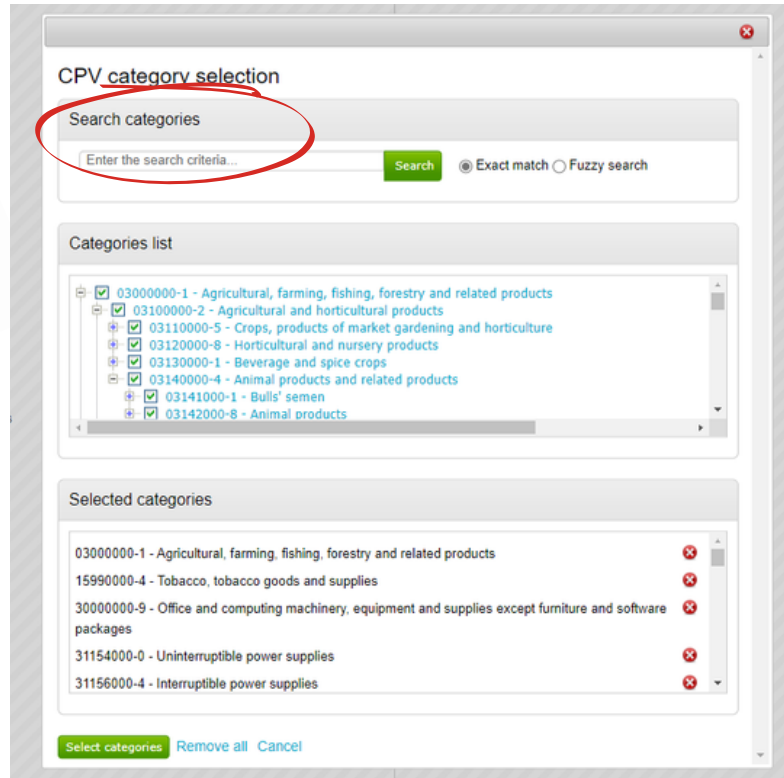 CPV category selection
Search categories
Enter the search criteria...
Search
Exact match
Fuzzy search
Categories list
03000000-1 - Agricultural, farming, fishing, forestry and related products
03100000-2 - Agricultural and horticultural products
03110000-5 - Crops, products of market gardening and horticulture
03120000-8 - Horticultural and nursery products
03130000-1 - Beverage and spice crops
03140000-4 - Animal products and related products
03141000-1 - Bulls' semen
03142000-8 - Animal products
Selected categories
03000000-1 - Agricultural, farming, fishing, forestry and related products
15990000-4 - Tobacco, tobacco goods and supplies
30000000-9 - Office and computing machinery, equipment and supplies except furniture and software
packages
31154000-0 - Uninterruptible power supplies
31156000-4 - Interruptible power supplies
Select categories
Remove all
Cancel